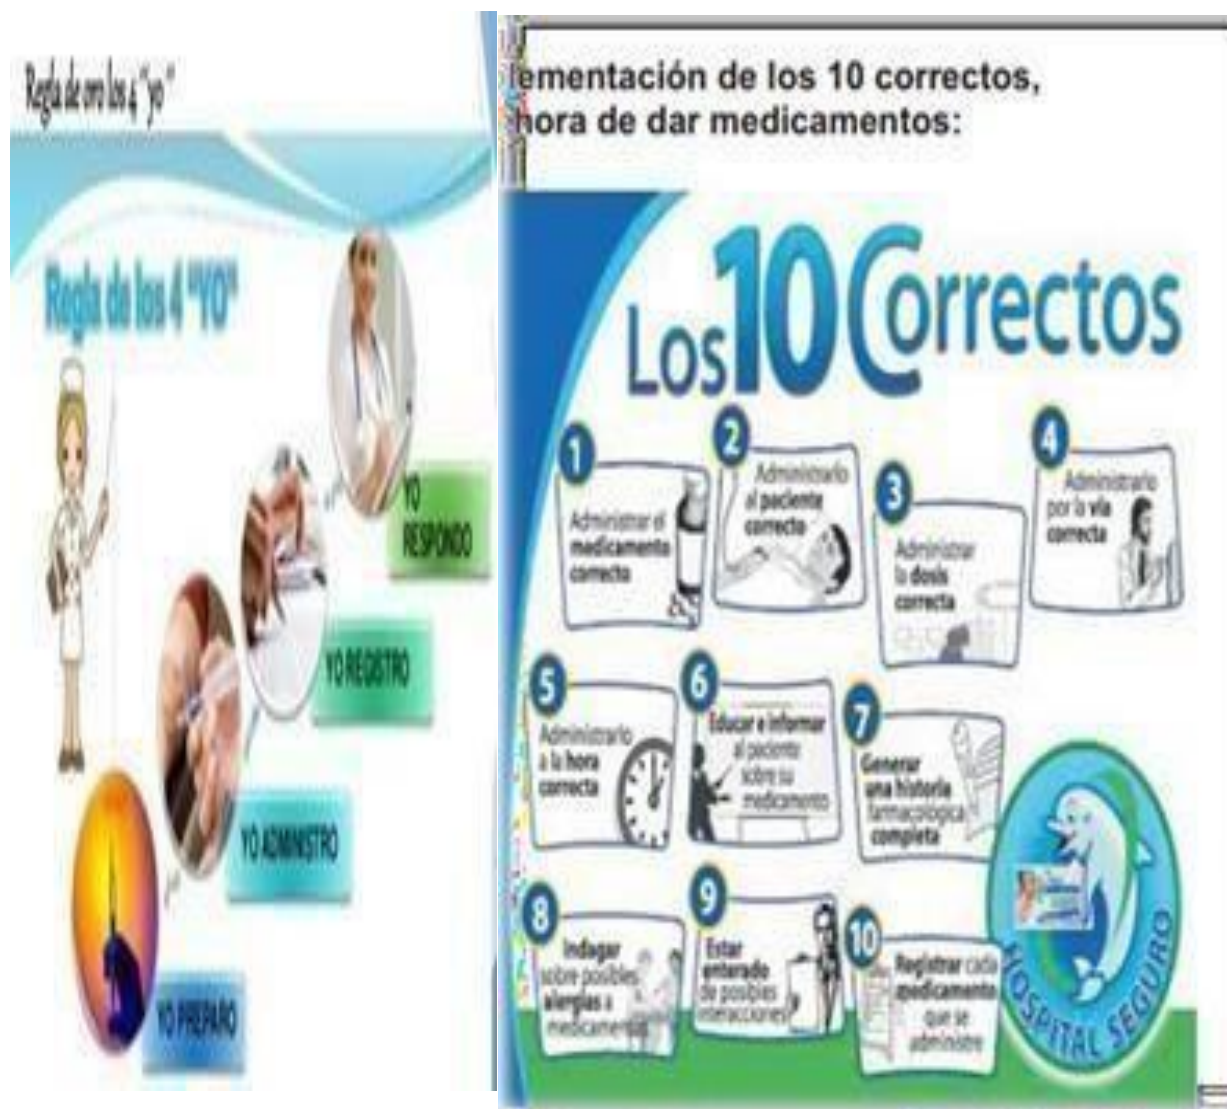 Regla de oro los 4 "yo"
Regla de los 4 "YO"
YO
RESPONDO
YO REGISTRO
YO ADMINISTRO
YO PREPARO
lementación de los 10 correctos,
hora de dar medicamentos:
Los 10 Correctos
1
Administrar el
medicamento
correcto
2
Administrarlo
al paciente
correcto
3
Administrar
la dosis
correcta
4
Administrarlo
por la vía
correcta
5
Administrarlo
a la hora
correcta
6
Educar e informar
al paciente
sobre su
medicamento
7
Generar
una historia
farmacológica
completa
8
Indagar
sobre posibles
alergias a
9
Estar
enterado
de posibles
interacciones
10
Registrar cada
medicamento
que se
administre
HOSPITAL SEGURO